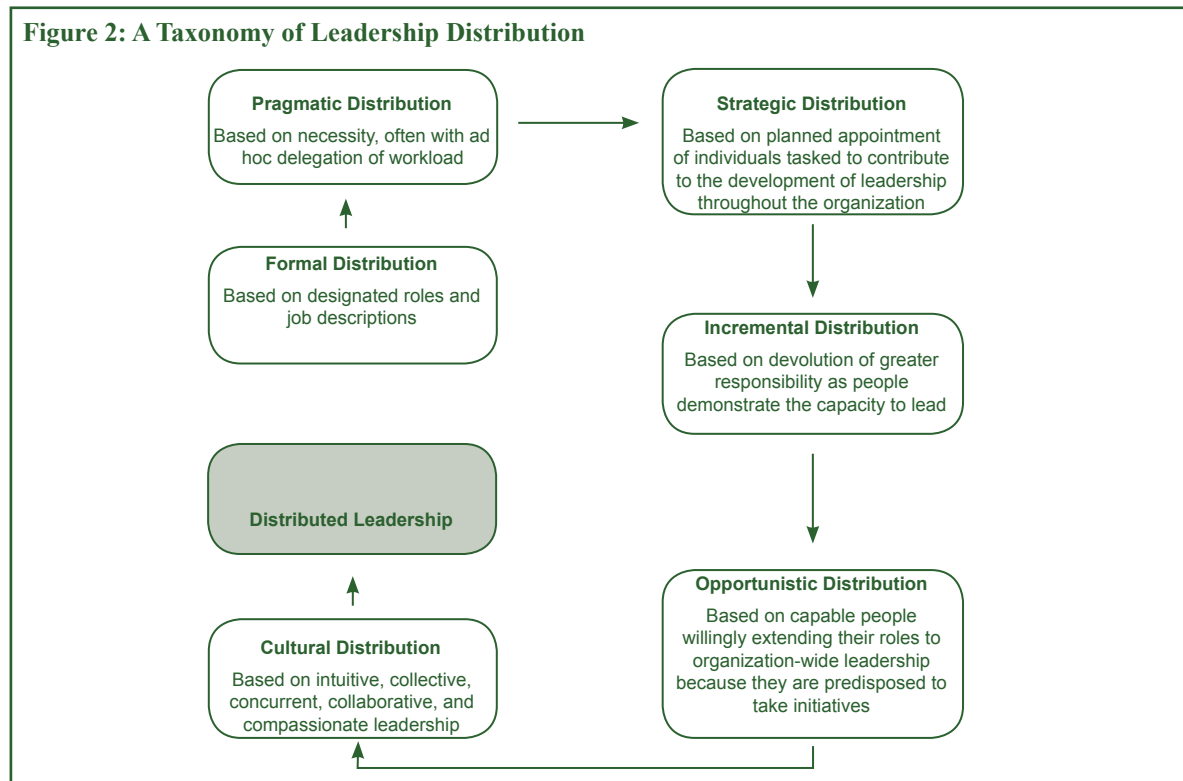 Figure 2: A Taxonomy of Leadership Distribution
Pragmatic Distribution
Based on necessity, often with ad
hoc delegation of workload
Strategic Distribution
Based on planned appointment
of individuals tasked to contribute
to the development of leadership
throughout the organization
Formal Distribution
Based on designated roles and
job descriptions
Incremental Distribution
Based on devolution of greater
responsibility as people
demonstrate the capacity to lead
Distributed Leadership
Opportunistic Distribution
Based on capable people
willingly extending their roles to
organization-wide leadership
because they are predisposed to
take initiatives
Cultural Distribution
Based on intuitive, collective,
concurrent, collaborative, and
compassionate leadership